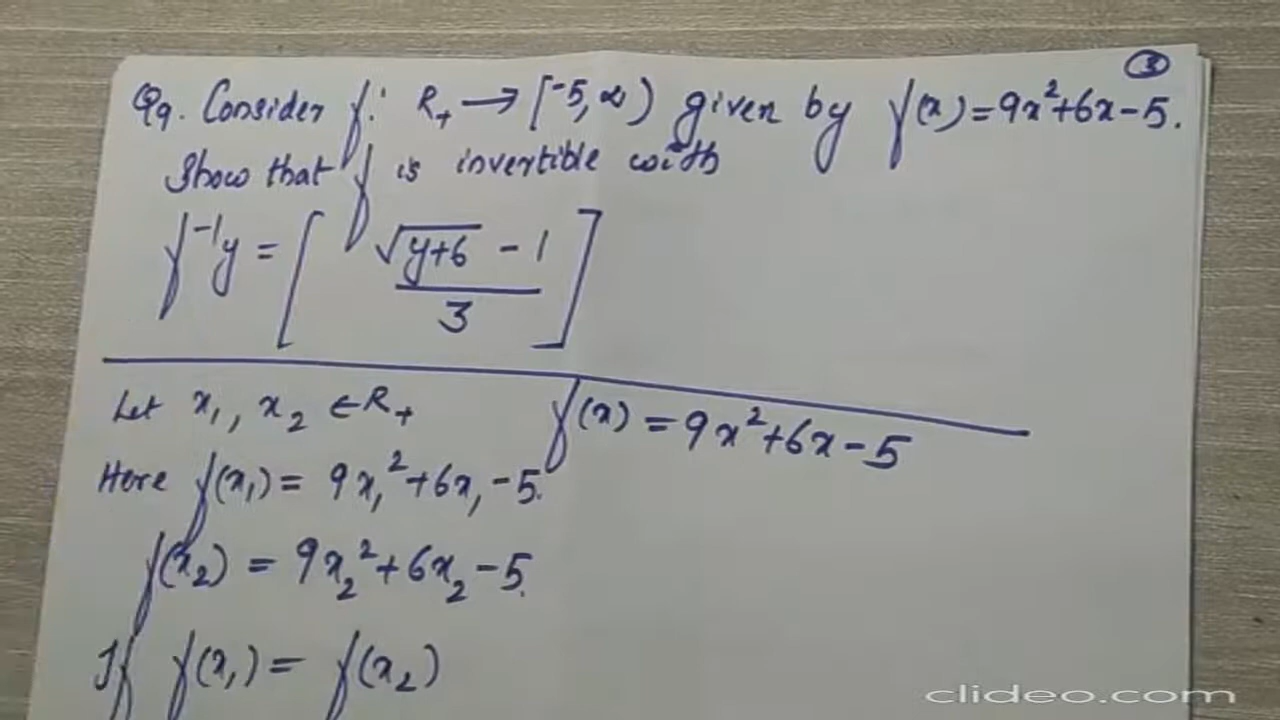 ③
Q9. Consider f: R₊ → [-5, ∞) given by f(x) = 9x²+6x-5.
Show that f is invertible with
f⁻¹y = [ (√(y+6) - 1) / 3 ]
Let x₁, x₂ ∈ R₊ f(x) = 9x²+6x-5
Here f(x₁) = 9x₁²+6x₁-5.
f(x₂) = 9x₂²+6x₂-5.
If f(x₁) = f(x₂)
clideo.com